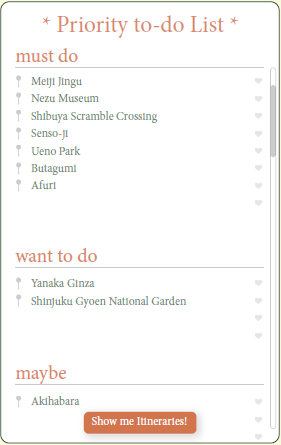 * Priority to-do List *
must do
Meiji Jingu
Nezu Museum
Shibuya Scramble Crossing
Senso-ji
Ueno Park
Butagumi
Afuri
want to do
Yanaka Ginza
Shinjuku Gyoen National Garden
maybe
Akihabara
Show me Itineraries!